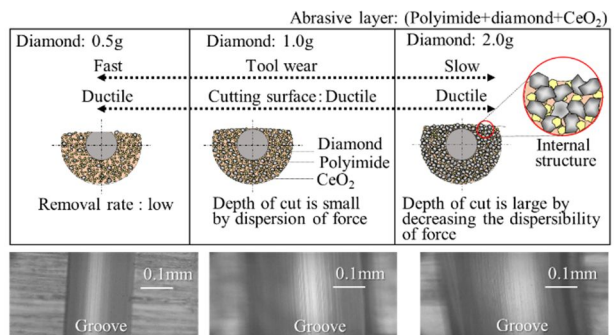 Abrasive layer: (Polyimide+diamond+CeO₂)
Diamond: 0.5g
Diamond: 1.0g
Diamond: 2.0g
Fast
Tool wear
Slow
Ductile
Cutting surface: Ductile
Ductile
Diamond
Polyimide
CeO₂
Internal
structure
Removal rate : low
Depth of cut is small
by dispersion of force
Depth of cut is large by
decreasing the dispersibility
of force
0.1mm
Groove
0.1mm
Groove
0.1mm
Groove